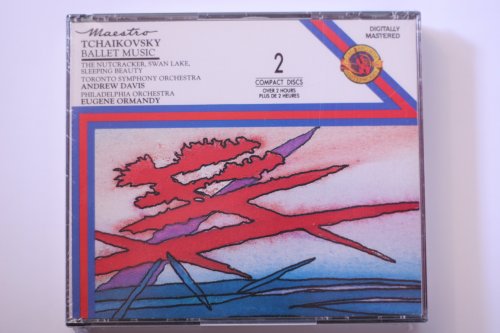 Maestro
TCHAIKOVSKY
BALLET MUSIC
THE NUTCRACKER, SWAN LAKE,
SLEEPING BEAUTY
TORONTO SYMPHONY ORCHESTRA
ANDREW DAVIS
PHILADELPHIA ORCHESTRA
EUGENE ORMANDY
2
COMPACT DISCS
OVER 2 HOURS
PLUS DE 2 HEURES
DIGITALLY
MASTERED